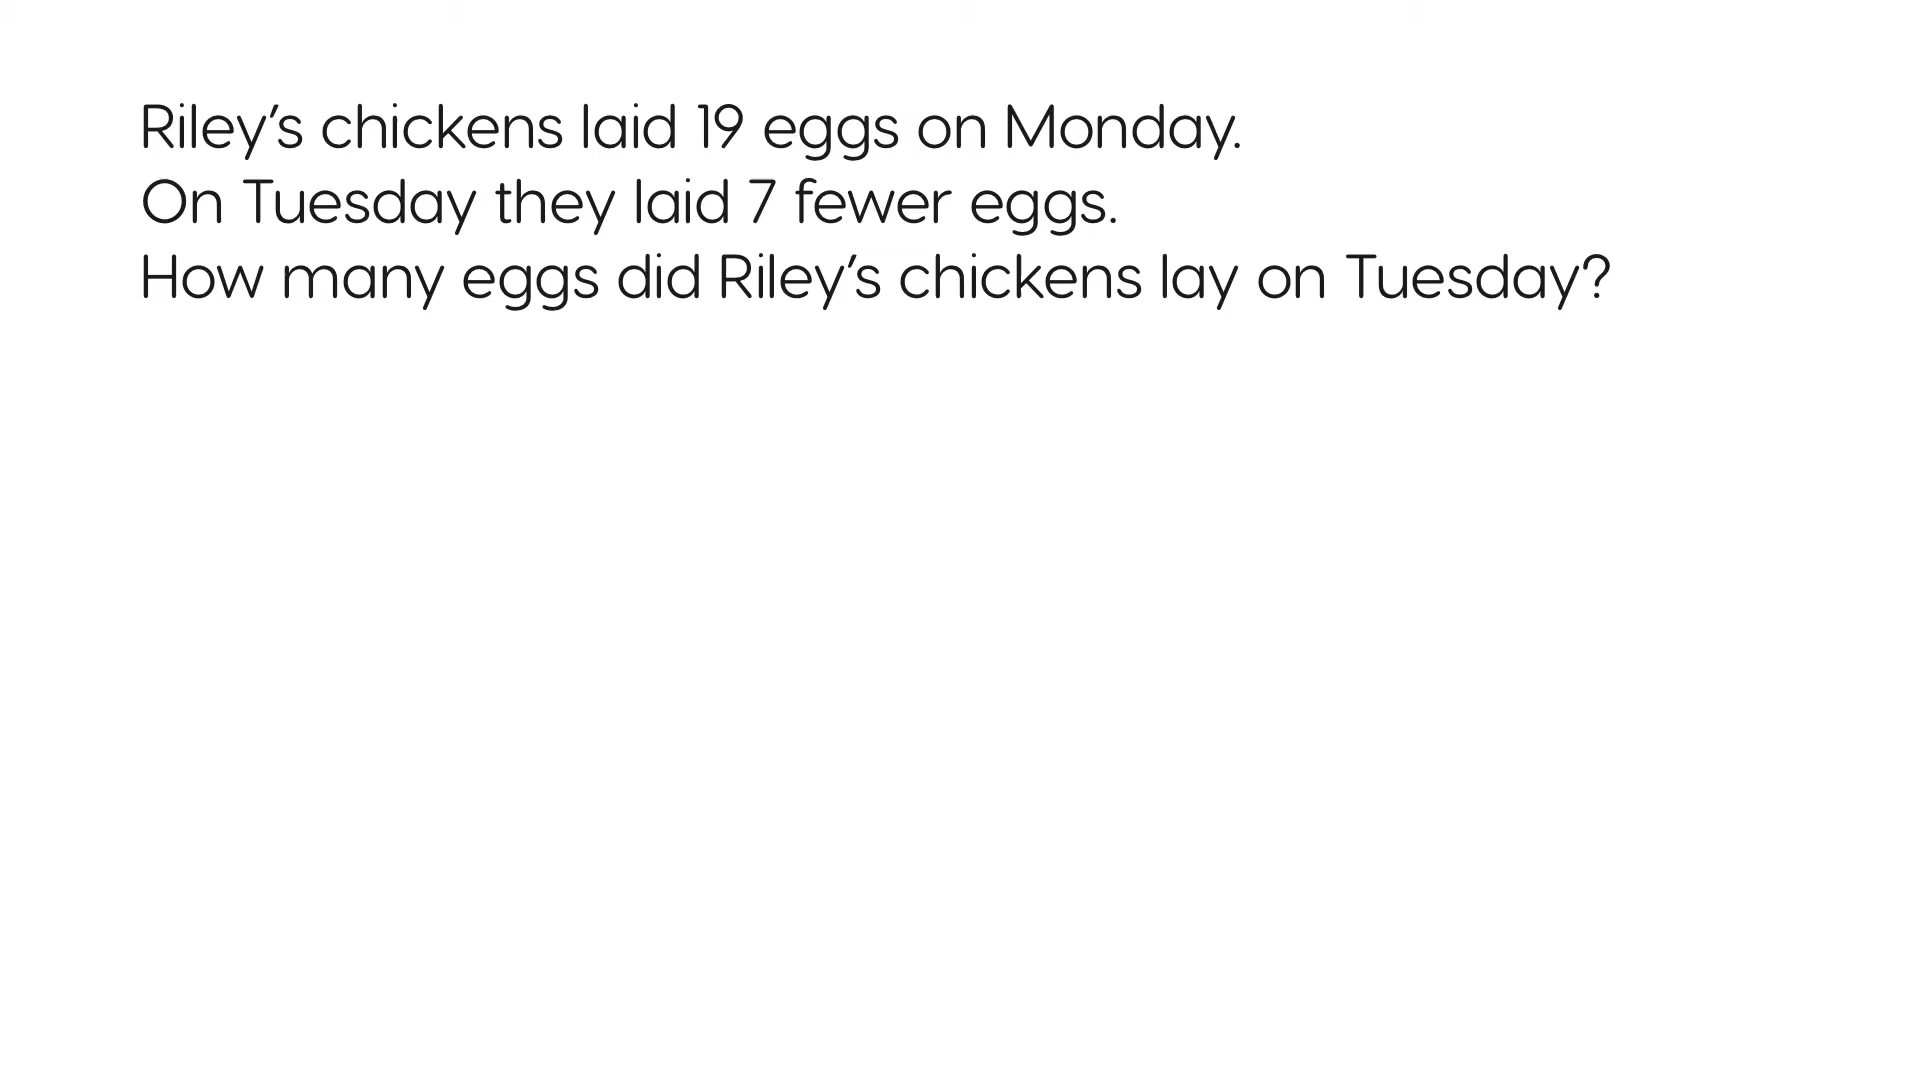 Riley’s chickens laid 19 eggs on Monday.
On Tuesday they laid 7 fewer eggs.
How many eggs did Riley’s chickens lay on Tuesday?